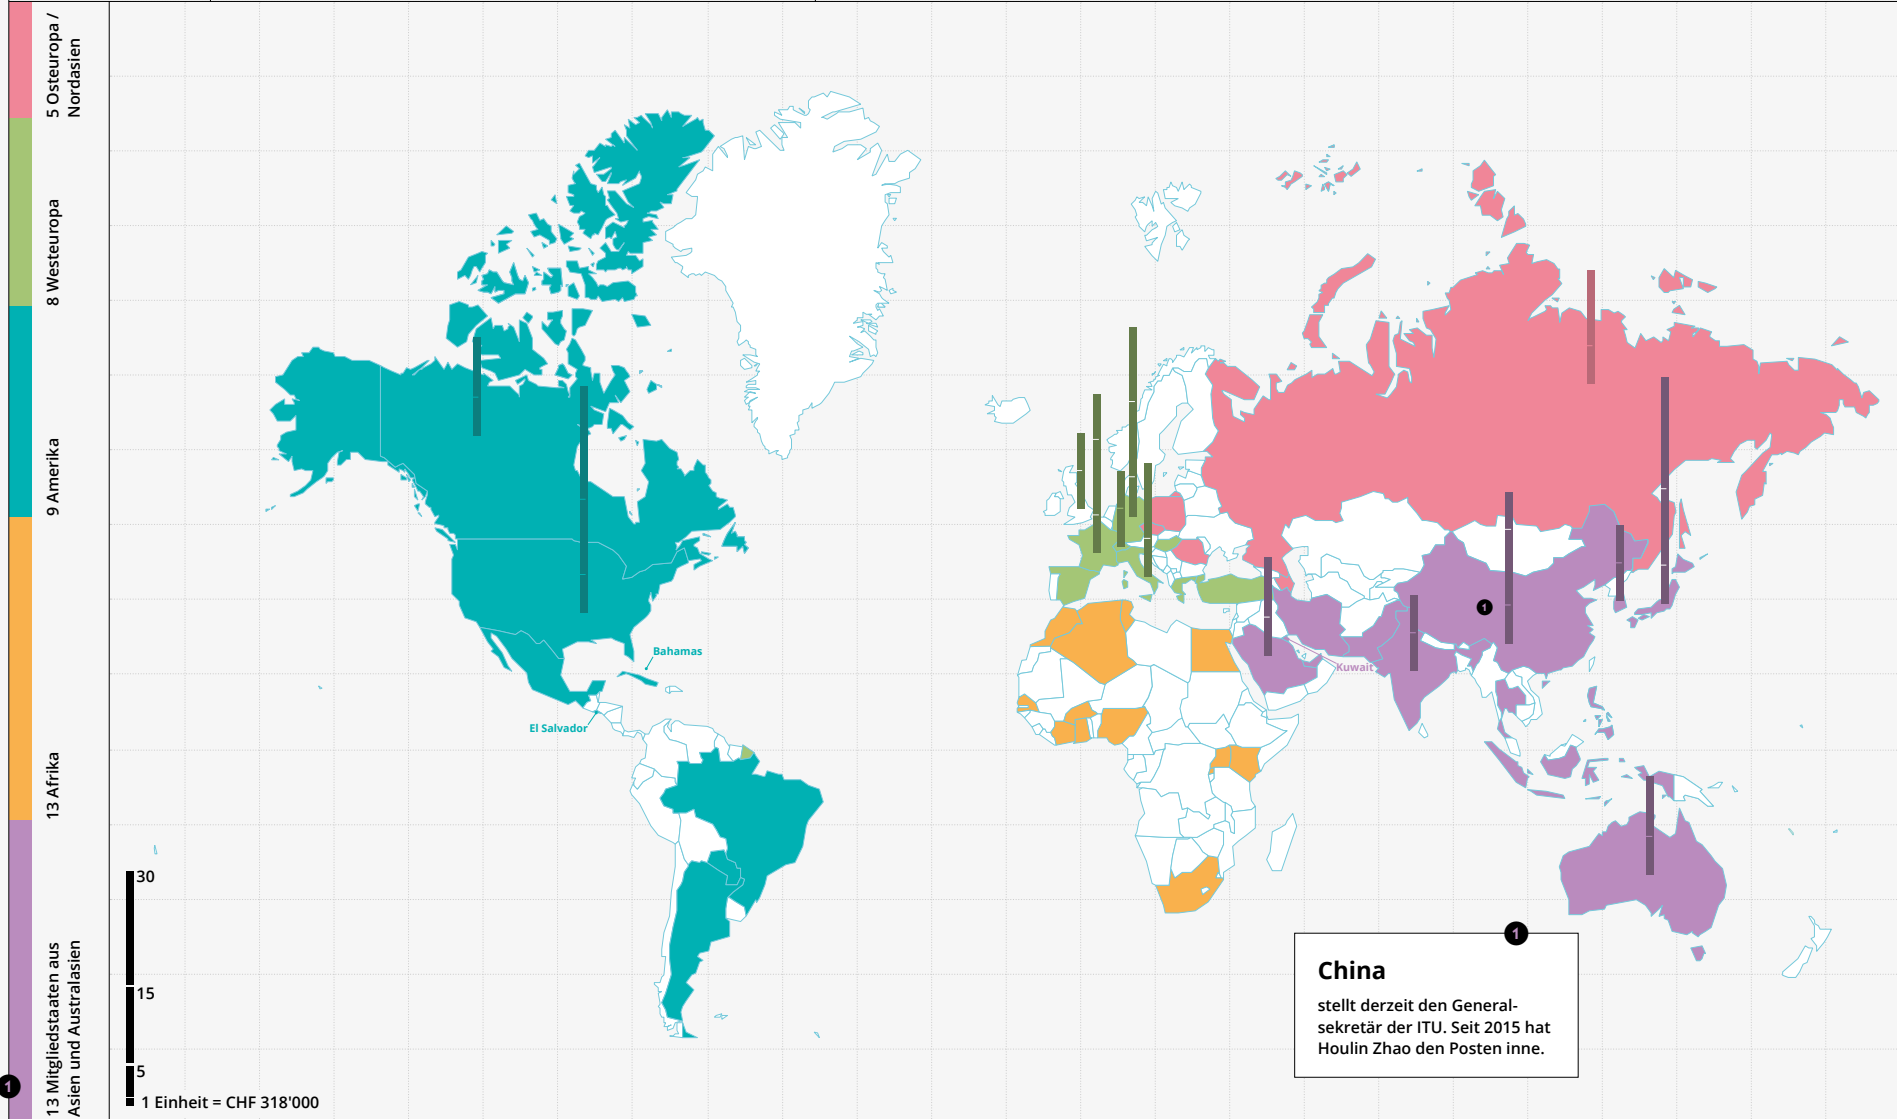 5 Osteuropa /
Nordasien
8 Westeuropa
9 Amerika
13 Afrika
13 Mitgliedstaaten aus
Asien und Australasien
1
Bahamas
El Salvador
Kuwait
1
30
15
5
1 Einheit = CHF 318'000
1
China
stellt derzeit den General-
sekretär der ITU. Seit 2015 hat
Houlin Zhao den Posten inne.